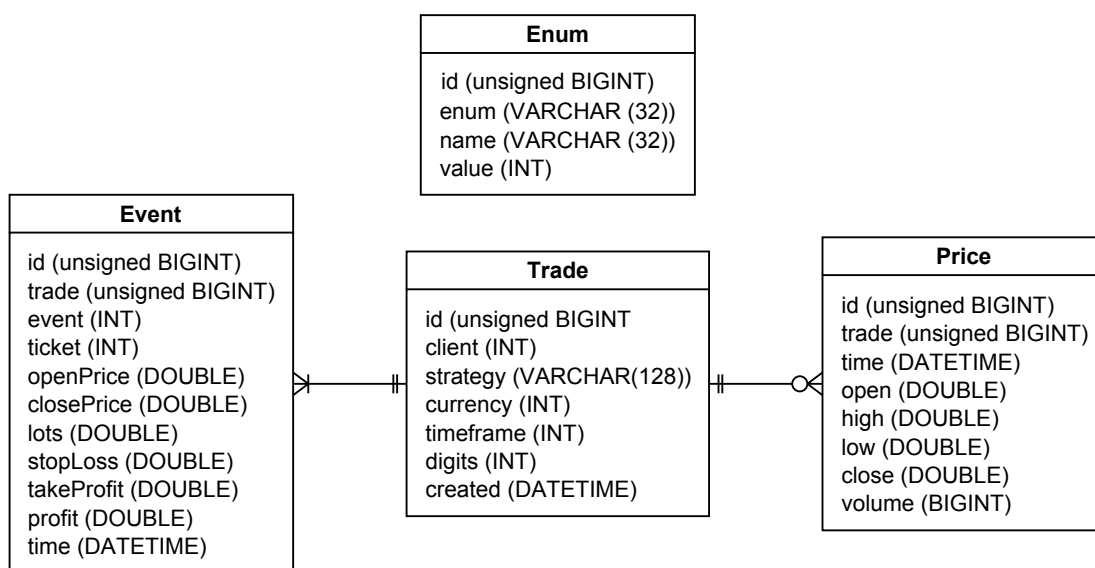 Enum
id (unsigned BIGINT)
enum (VARCHAR (32))
name (VARCHAR (32))
value (INT)
Event
id (unsigned BIGINT)
trade (unsigned BIGINT)
event (INT)
ticket (INT)
openPrice (DOUBLE)
closePrice (DOUBLE)
lots (DOUBLE)
stopLoss (DOUBLE)
takeProfit (DOUBLE)
profit (DOUBLE)
time (DATETIME)
Trade
id (unsigned BIGINT
client (INT)
strategy (VARCHAR(128))
currency (INT)
timeframe (INT)
digits (INT)
created (DATETIME)
Price
id (unsigned BIGINT)
trade (unsigned BIGINT)
time (DATETIME)
open (DOUBLE)
high (DOUBLE)
low (DOUBLE)
close (DOUBLE)
volume (BIGINT)